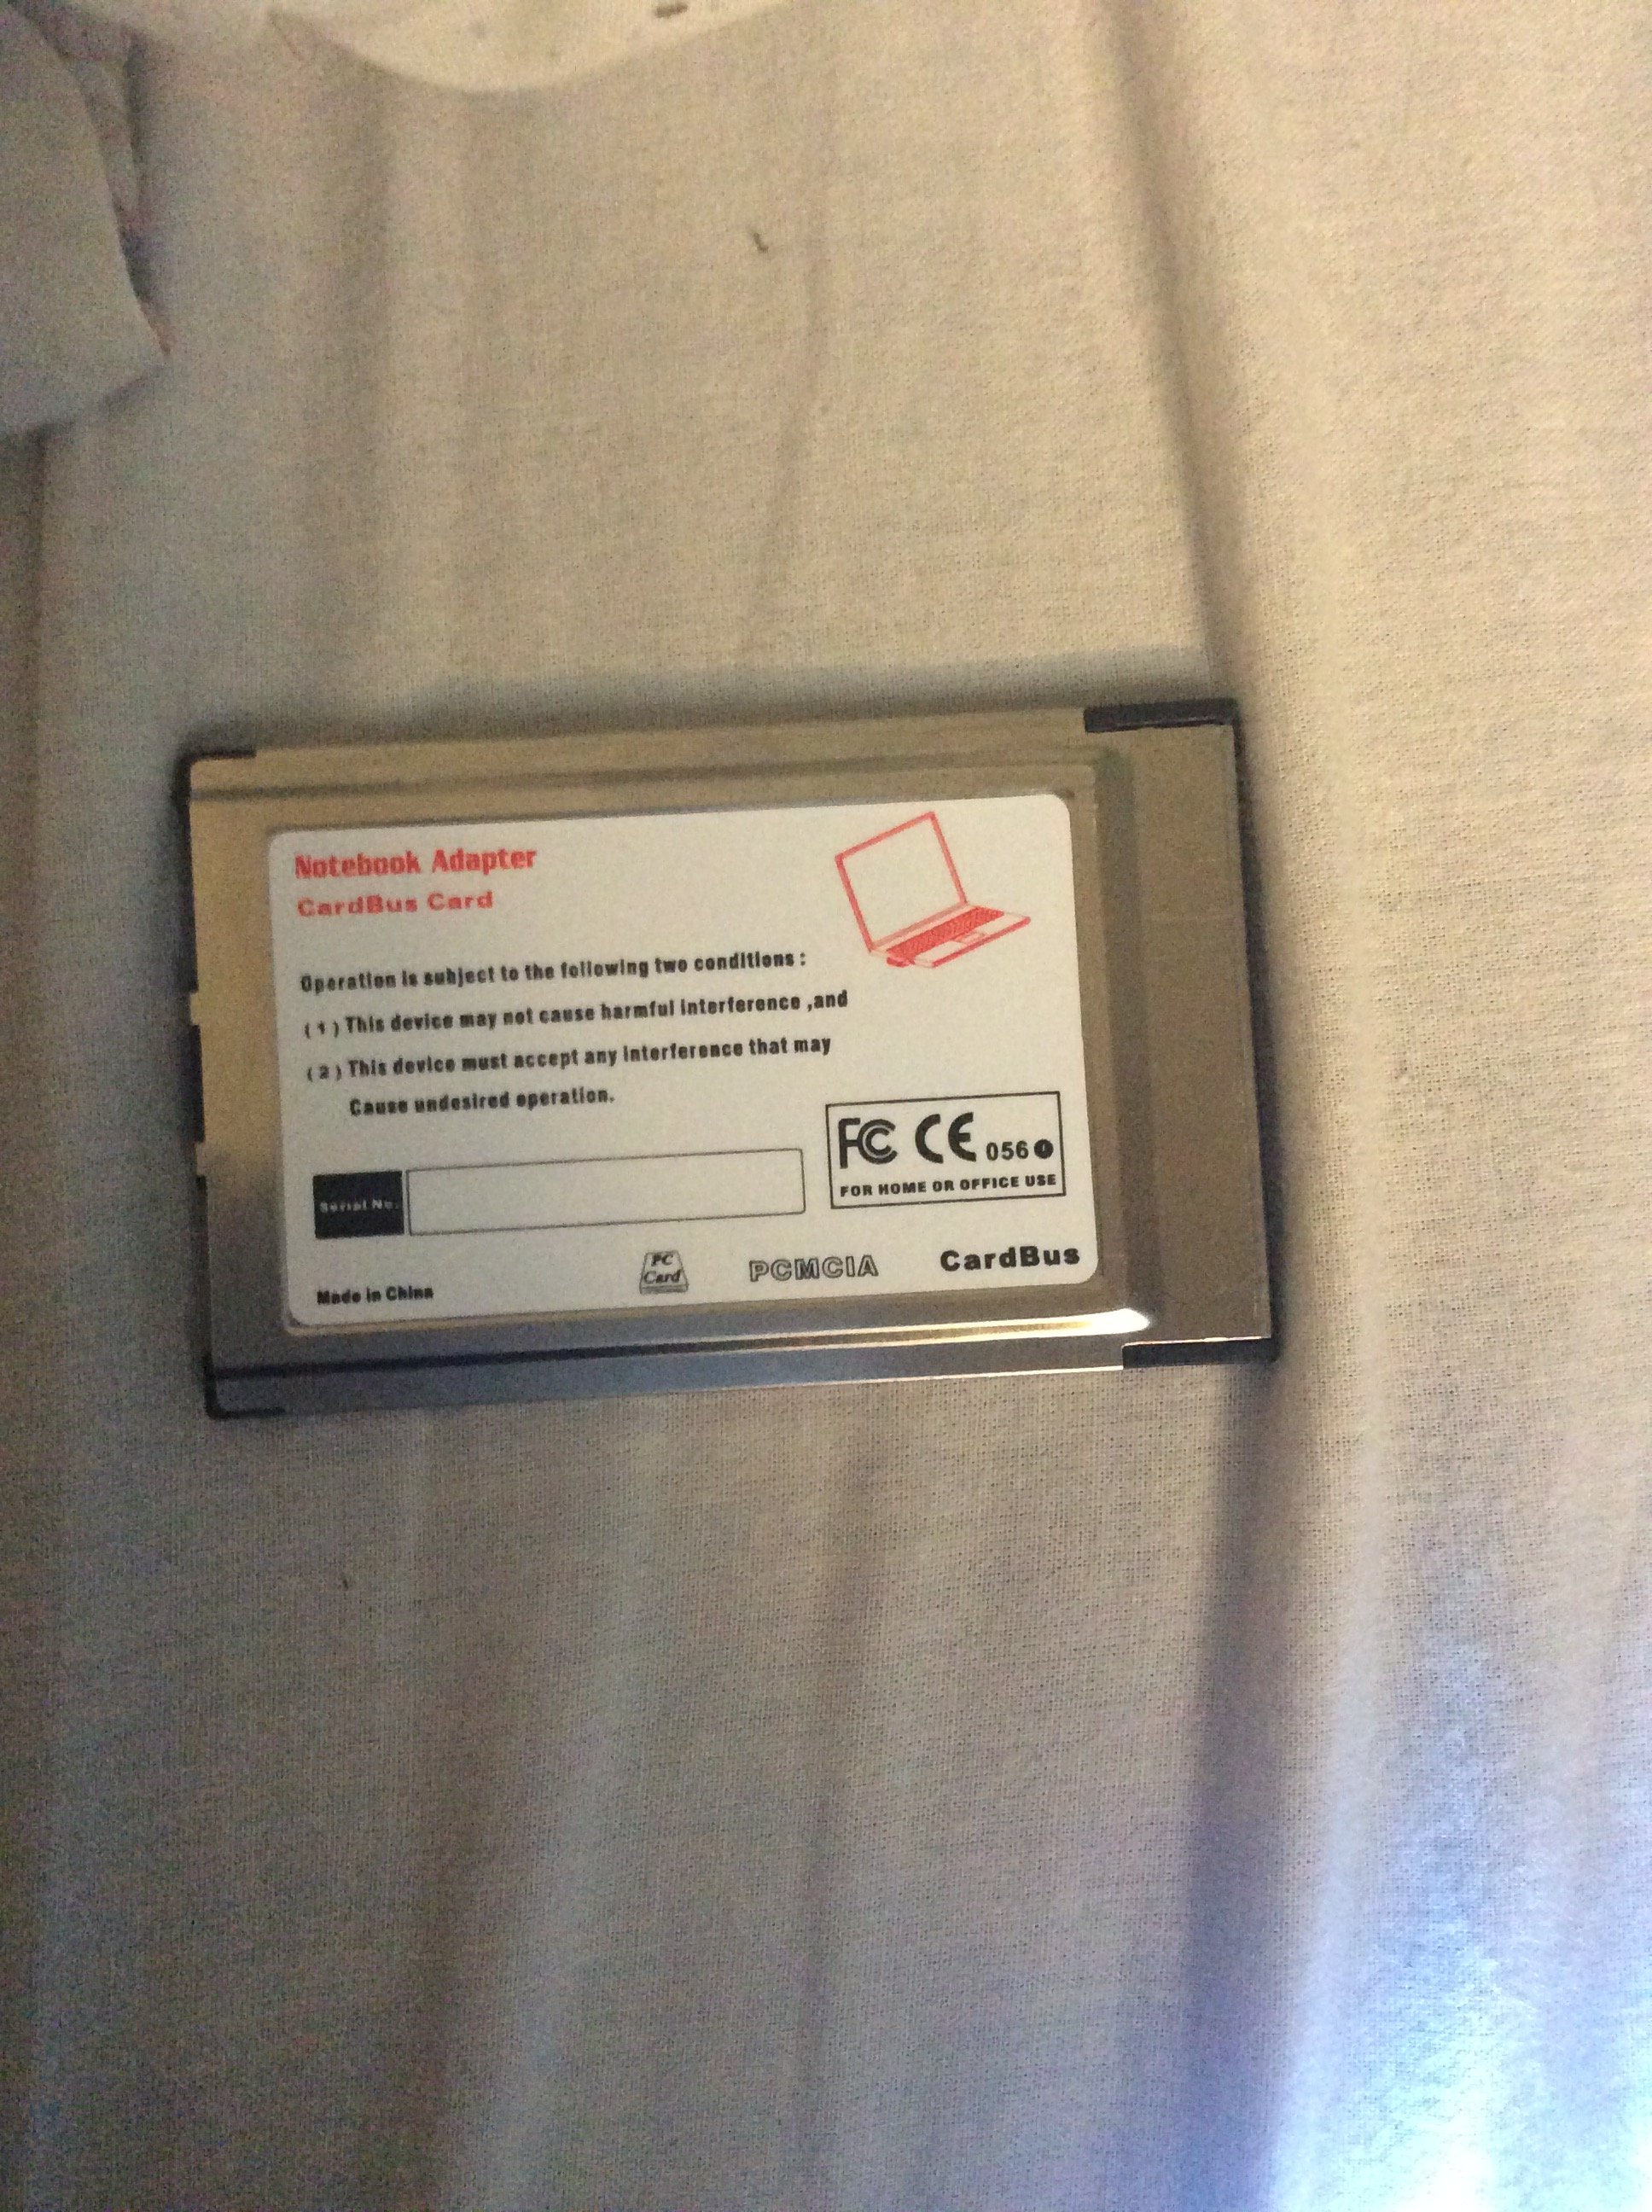 Notebook Adapter
CardBus Card
Operation is subject to the following two conditions :
( 1 ) This device may not cause harmful interference ,and
( 2 ) This device must accept any interference that may
Cause undesired operation.
FC CE 056
FOR HOME OR OFFICE USE
Serial No.
Made in China
PC Card
PCMCIA
CardBus